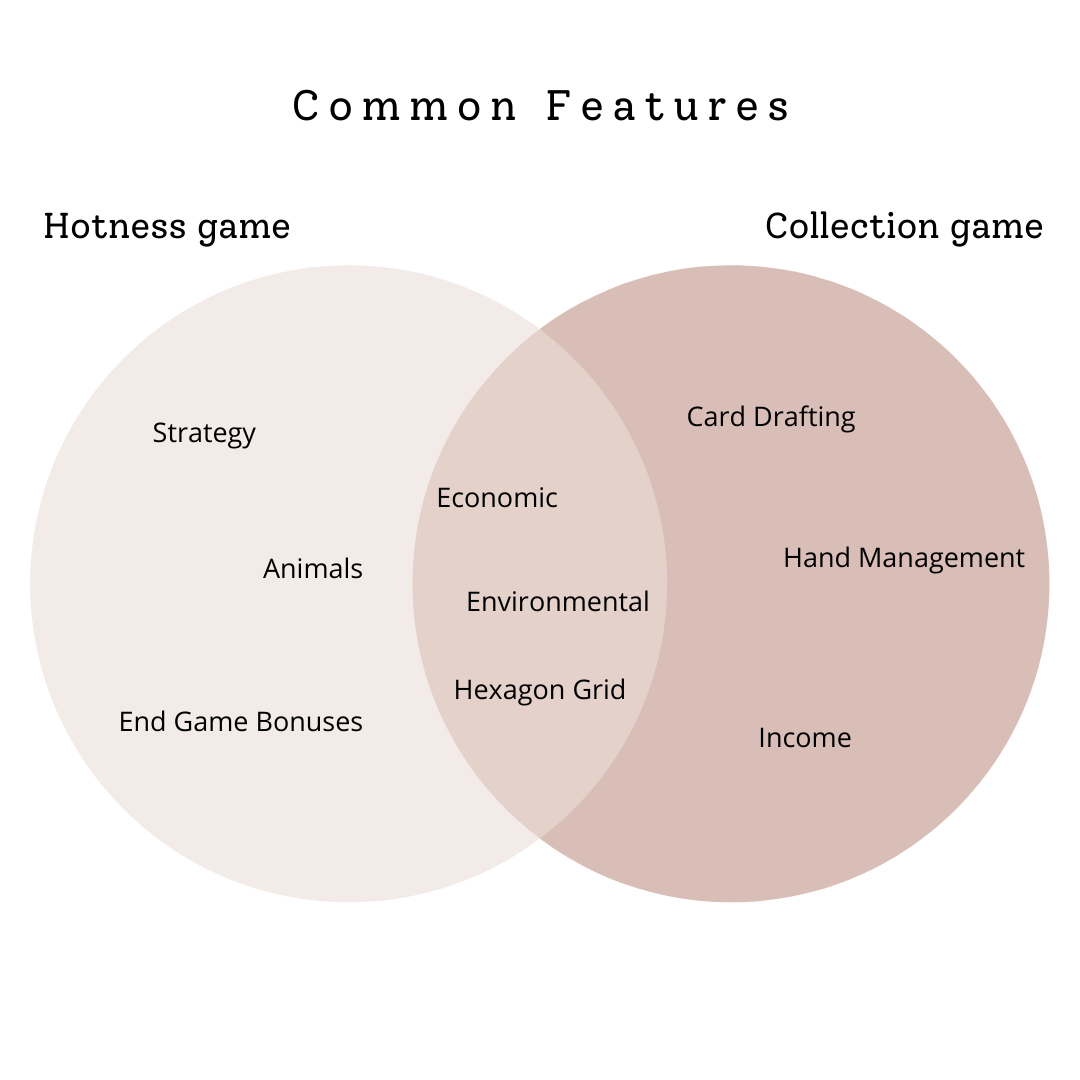 Common Features
Hotness game
Collection game
Strategy
Animals
End Game Bonuses
Economic
Environmental
Hexagon Grid
Card Drafting
Hand Management
Income